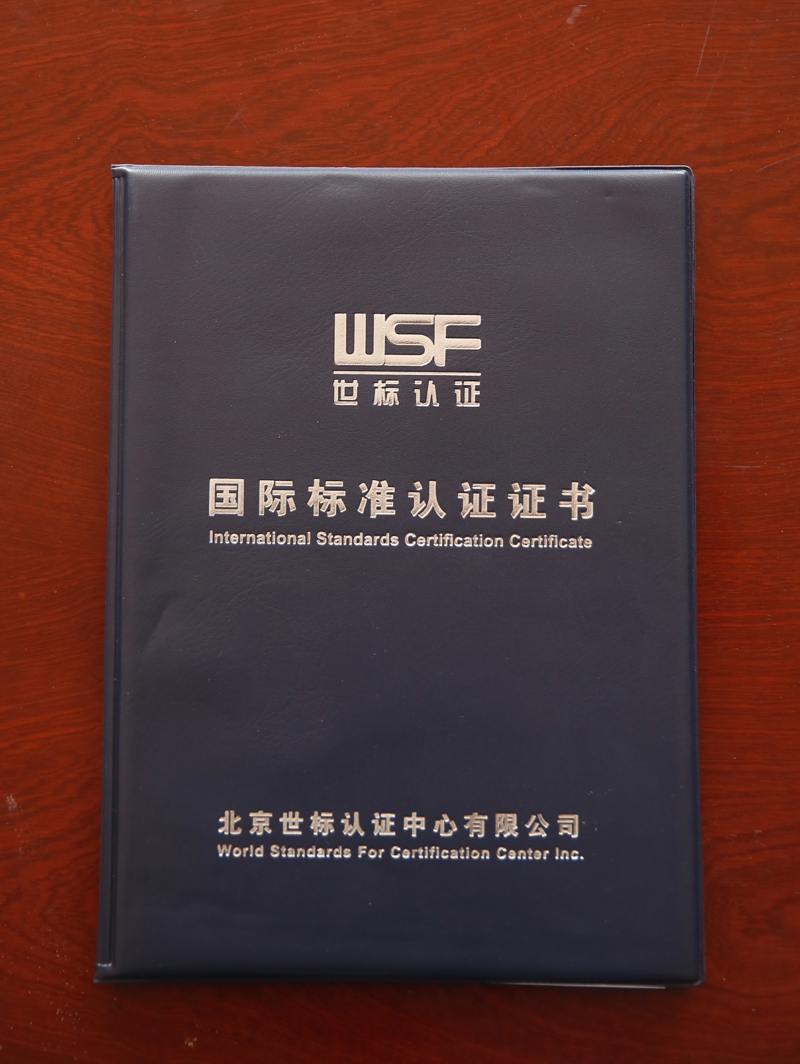 WSF
世标认证
国际标准认证证书
International Standards Certification Certificate
北京世标认证中心有限公司
World Standards For Certification Center Inc.